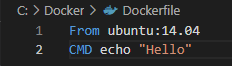 C: > Docker > Dockerfile
1 From ubuntu:14.04
2 CMD echo "Hello"